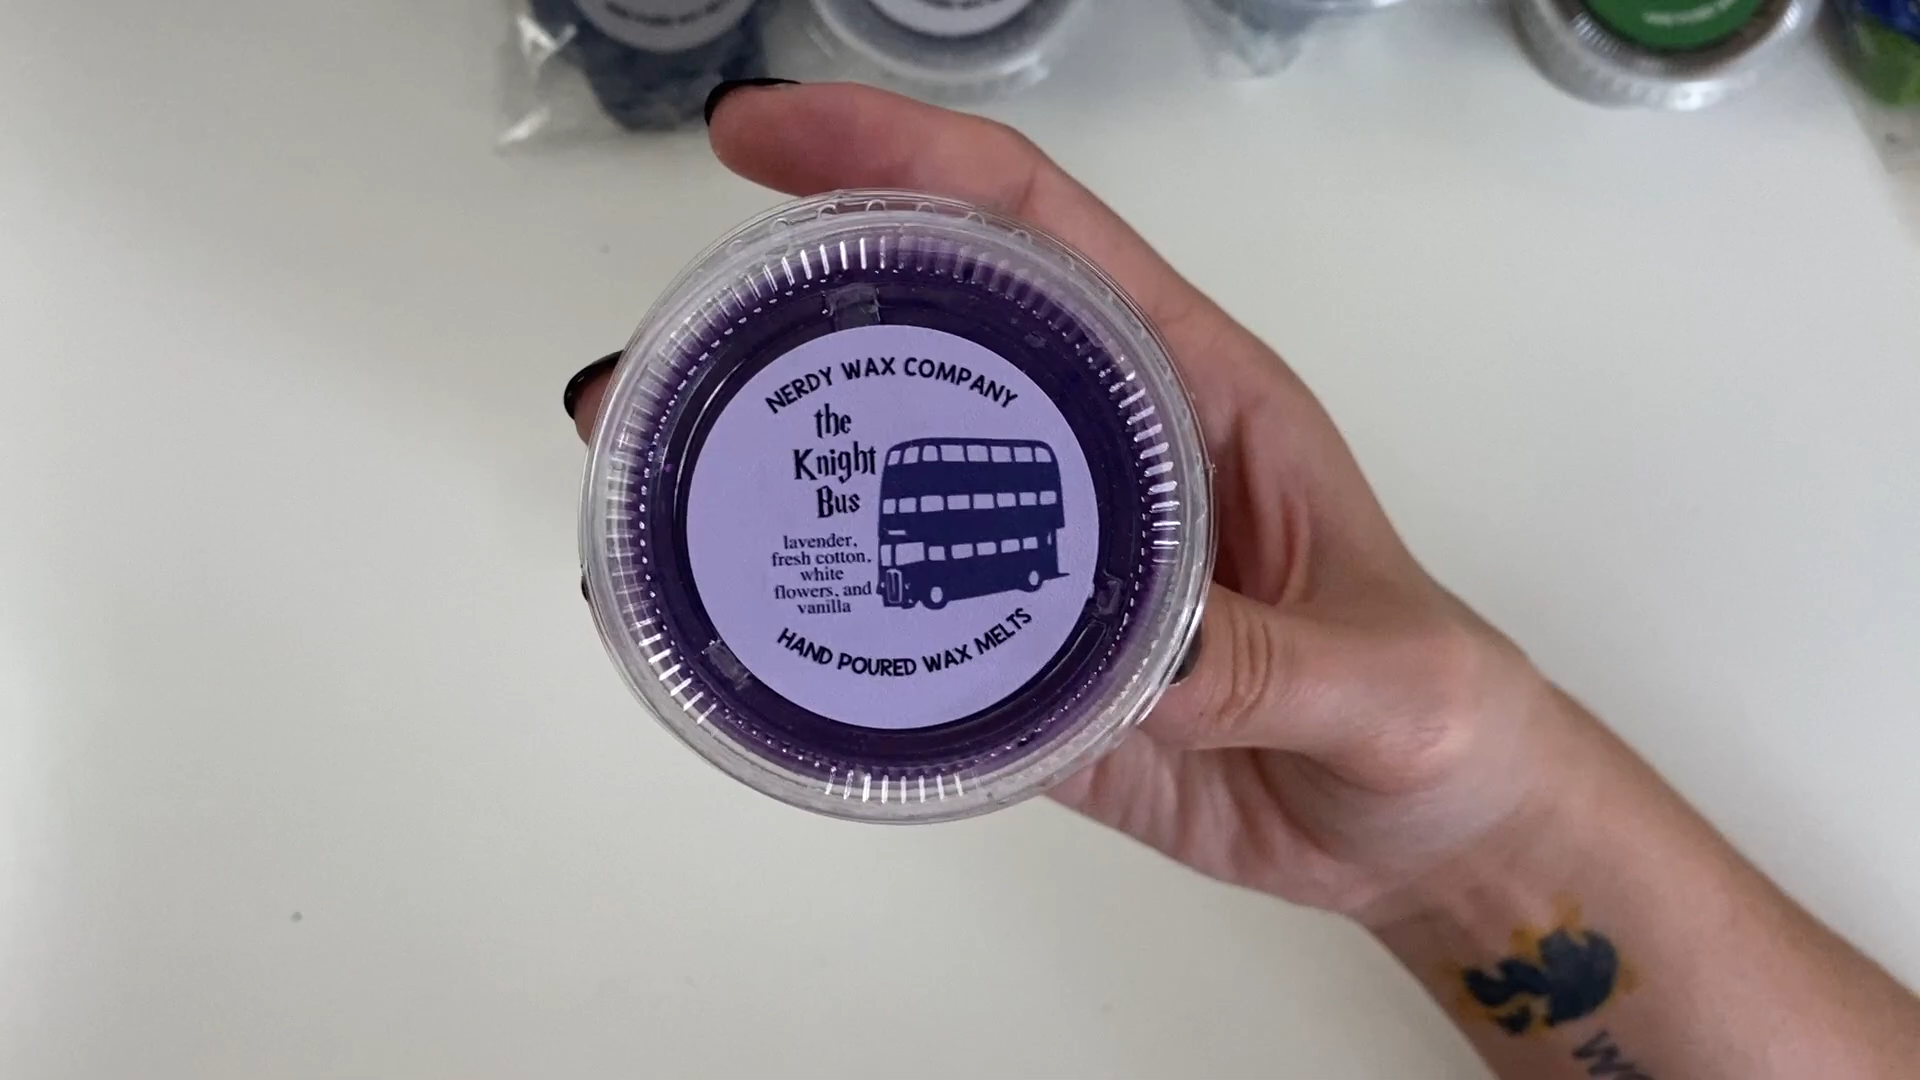 NERDY WAX COMPANY
the
Knight
Bus
lavender,
fresh cotton,
white
flowers, and
vanilla
HAND POURED WAX MELTS